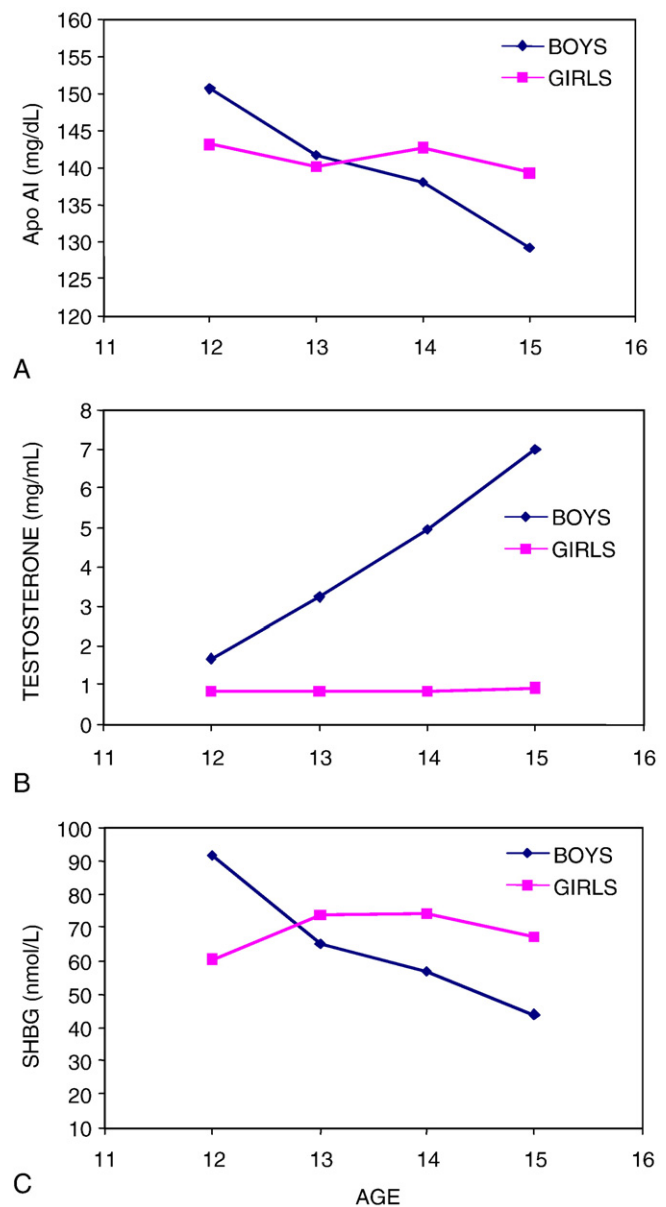 160
155
150
145
140
135
130
125
120
Apo AI (mg/dL)
BOYS
GIRLS
11 12 13 14 15 16
A
8
7
6
5
4
3
2
1
0
TESTOSTERONE (mg/mL)
BOYS
GIRLS
11 12 13 14 15 16
B
100
90
80
70
60
50
40
30
20
10
SHBG (nmol/L)
BOYS
GIRLS
11 12 13 14 15 16
C
AGE